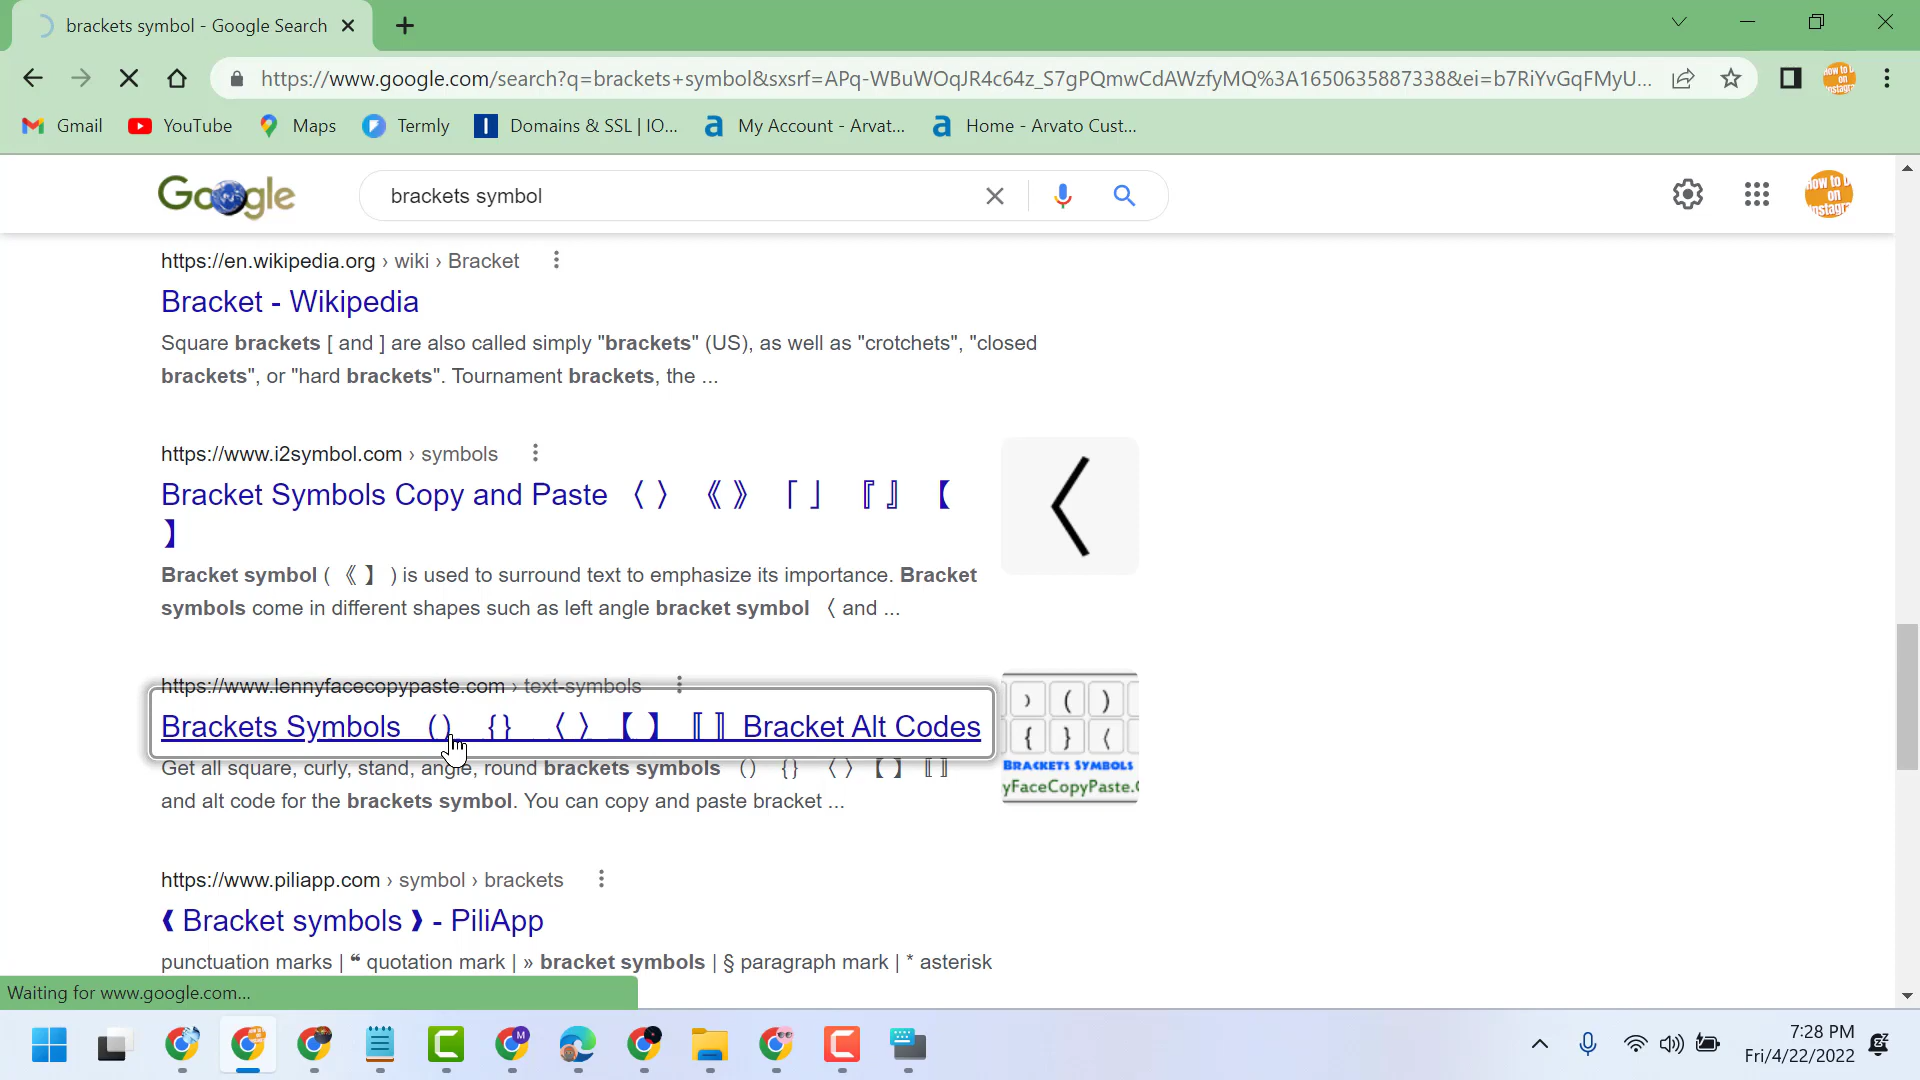 brackets symbol - Google Search
https://www.google.com/search?q=brackets+symbol&sxsrf=APq-WBuWOqJR4c64z_S7gPQmwCdAWzfyMQ%3A1650635887338&ei=b7RiYvGqFMyU...
Gmail YouTube Maps Termly Domains & SSL | IO... My Account - Arvat... Home - Arvato Cust...
Google brackets symbol
https://en.wikipedia.org › wiki › Bracket
Bracket - Wikipedia
Square brackets [ and ] are also called simply "brackets" (US), as well as "crotchets", "closed
brackets", or "hard brackets". Tournament brackets, the ...
https://www.i2symbol.com › symbols
Bracket Symbols Copy and Paste 〈 〉 《 》 「 」 『 』 【
】
Bracket symbol ( 《 】 ) is used to surround text to emphasize its importance. Bracket
symbols come in different shapes such as left angle bracket symbol 〈 and ...
https://www.lennyfacecopypaste.com › text-symbols
Brackets Symbols () {} 〈 〉 【 】 〚 〛 Bracket Alt Codes
Get all square, curly, stand, angle, round brackets symbols () {} 〈 〉 【 】 〚 〛
and alt code for the brackets symbol. You can copy and paste bracket ...
) ( )
{ } (
BRACKETS SYMBOLS
yFaceCopyPaste.
https://www.piliapp.com › symbol › brackets
❰ Bracket symbols ❱ - PiliApp
punctuation marks | ❝ quotation mark | » bracket symbols | § paragraph mark | * asterisk
Waiting for www.google.com...
7:28 PM
Fri/4/22/2022